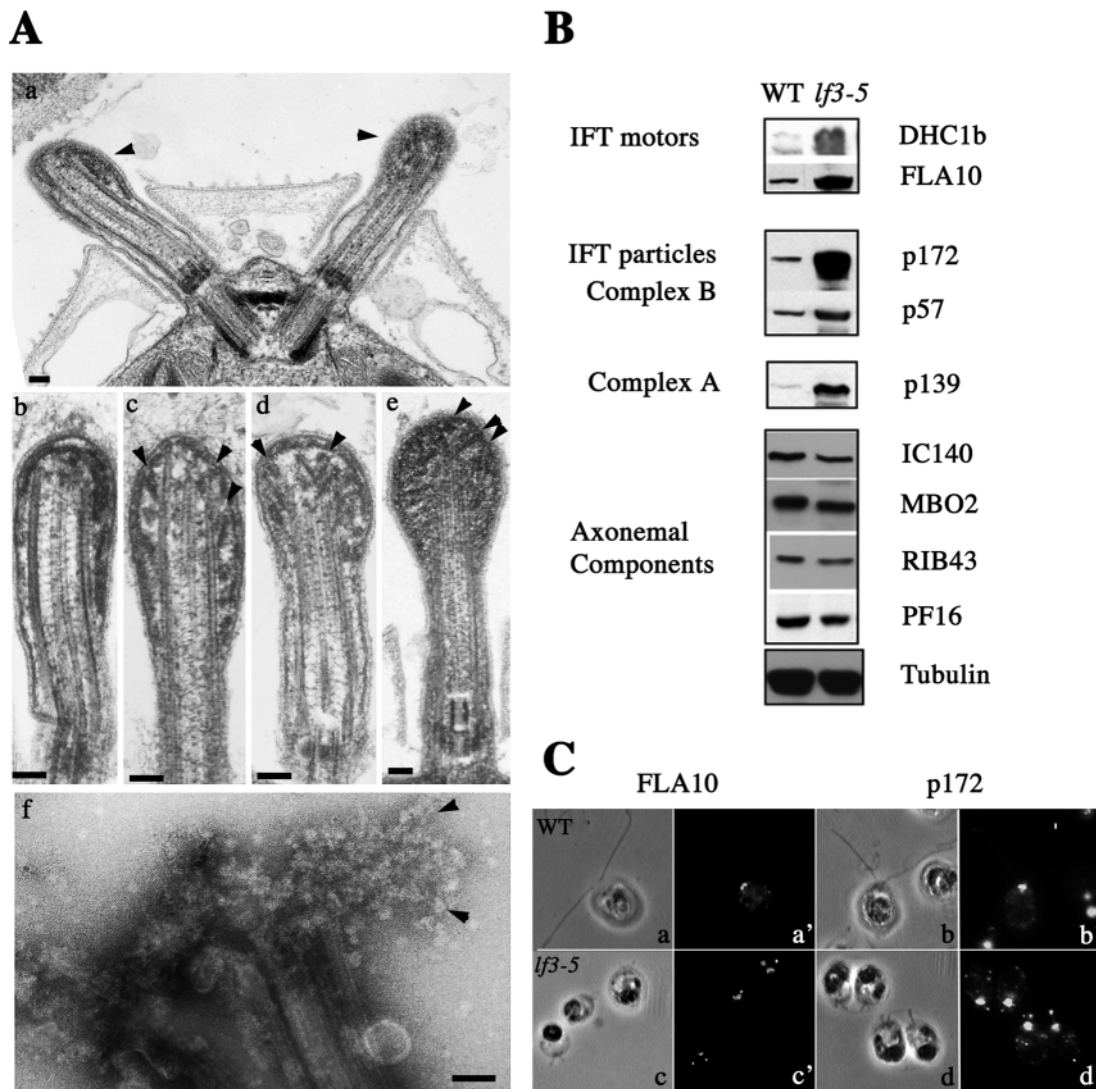 A
a
b
c
d
e
f
B
WT lf3-5
IFT motors
DHC1b
FLA10
IFT particles
Complex B
p172
p57
Complex A
p139
Axonemal
Components
IC140
MBO2
RIB43
PF16
Tubulin
C
FLA10
p172
WT
a
a'
b
b
lf3-5
c
c'
d
d